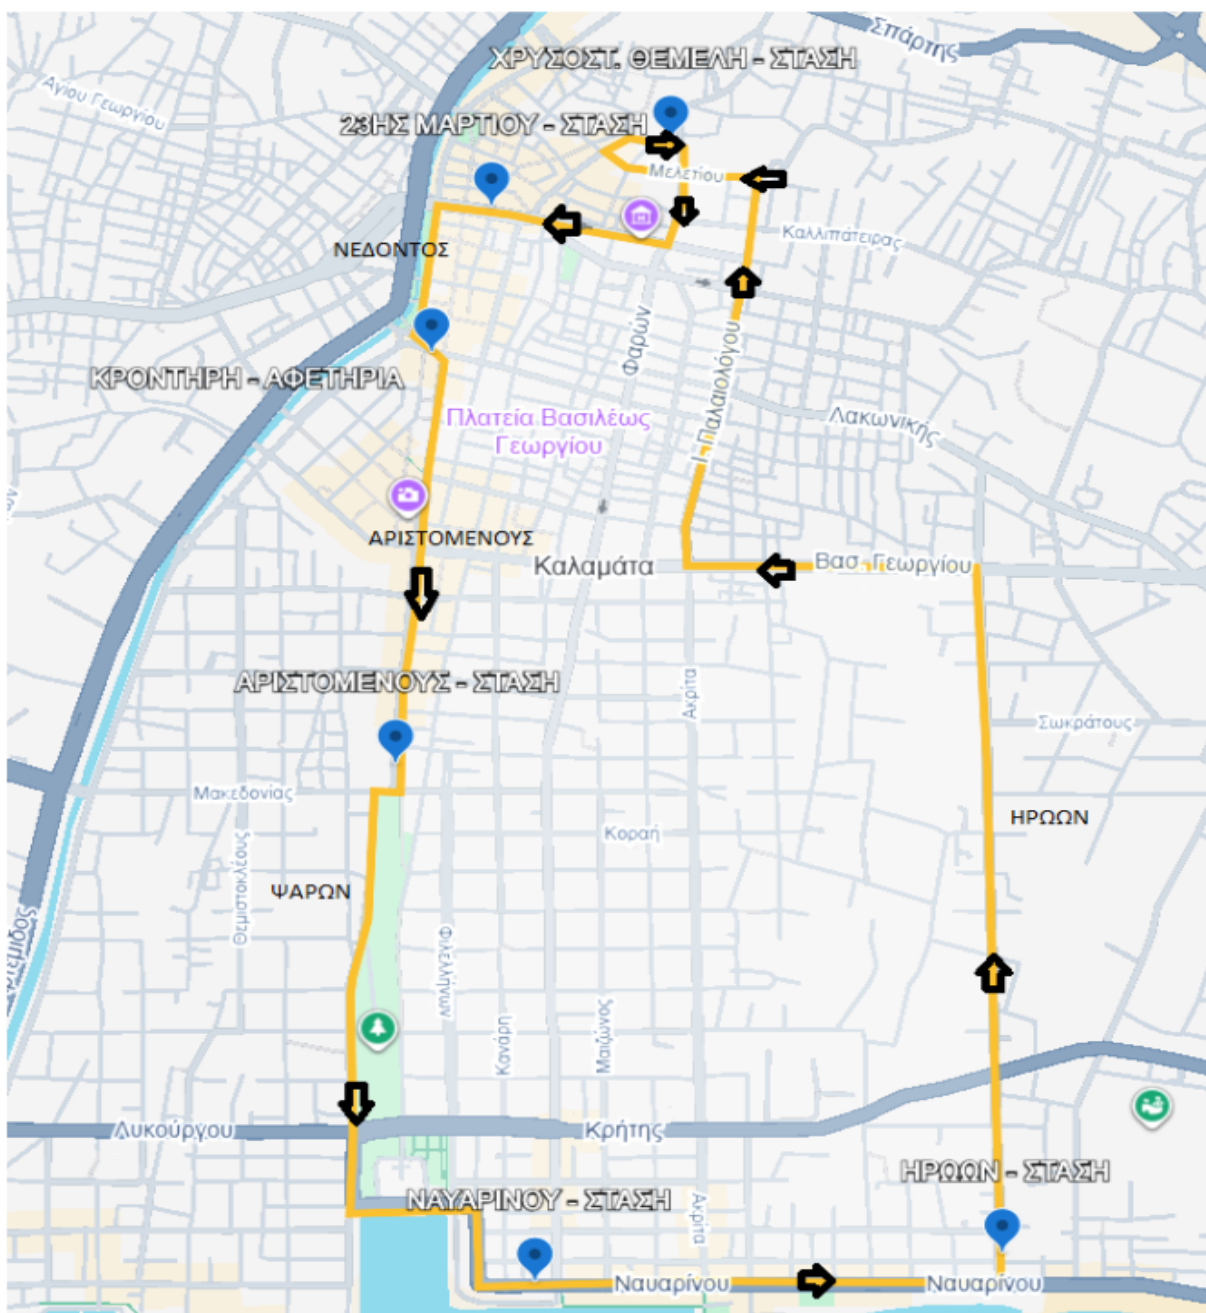 Σπάρτης
ΧΡΥΣΟΣΤ. ΘΕΜΕΛΗ - ΣΤΑΣΗ
Αγίου Γεωργίου
23ΗΣ ΜΑΡΤΙΟΥ - ΣΤΑΣΗ
Μελετίου
Καλλιπάτειρας
ΝΕΔΟΝΤΟΣ
Φαρών
ΚΡΟΝΤΗΡΗ - ΑΦΕΤΗΡΙΑ
Ι. Παλαιολόγου
Πλατεία Βασιλέως
Γεωργίου
Λακωνικής
ΑΡΙΣΤΟΜΕΝΟΥΣ
Καλαμάτα
Βασ. Γεωργίου
ΑΡΙΣΤΟΜΕΝΟΥΣ - ΣΤΑΣΗ
Ακρίτα
Σωκράτους
Μακεδονίας
ΗΡΩΩΝ
Κοραή
Θεμιστοκλέους
ΨΑΡΩΝ
Φιλελλήνων
Κανάρη
Μαιζώνος
Λυκούργου
Κρήτης
ΗΡΩΩΝ - ΣΤΑΣΗ
ΝΑΥΑΡΙΝΟΥ - ΣΤΑΣΗ
Ακρίτα
Ναυαρίνου
Ναυαρίνου